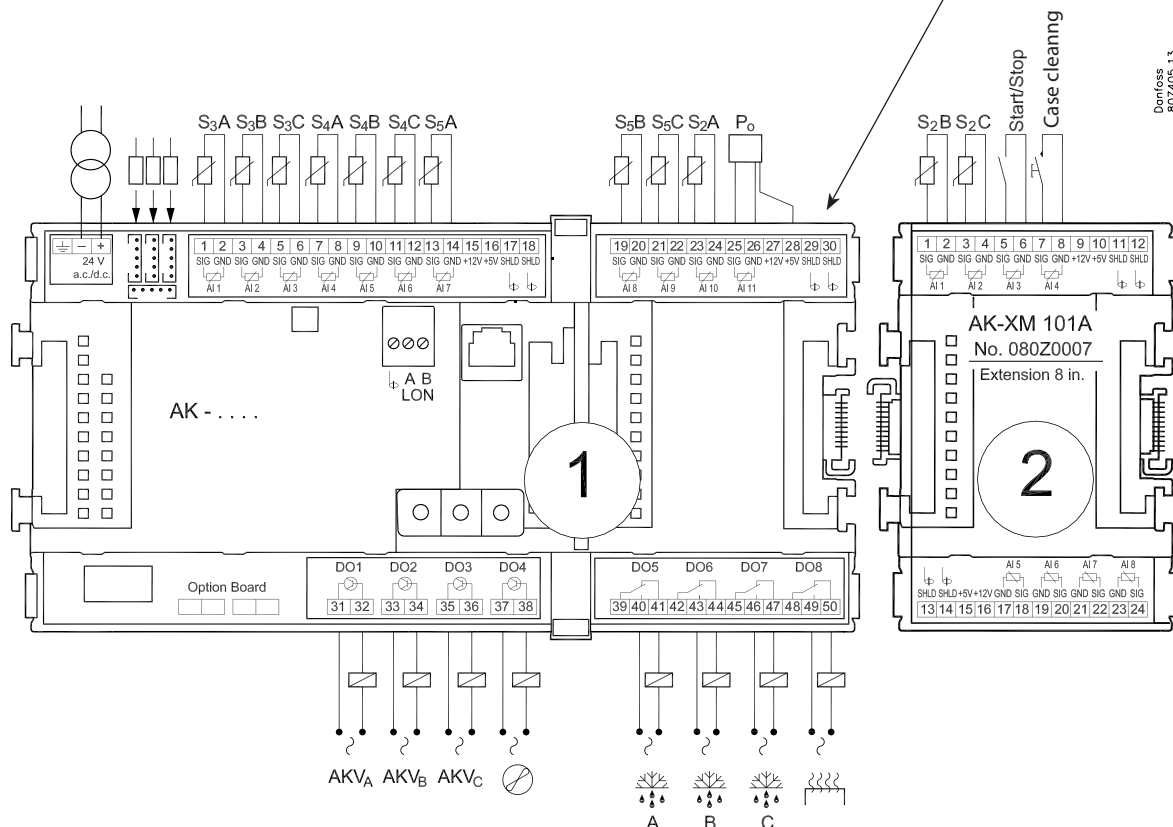 Danfoss
80Z405.13
Start/Stop
Case cleanng
S3A S3B S3C S4A S4B S4C S5A
S5B S5C S2A P0
S2B S2C
− +
24 V
a.c./d.c.
1 2 3 4 5 6 7 8 9 10 11 12 13 14 15 16 17 18
SIG GND SIG GND SIG GND SIG GND SIG GND SIG GND SIG GND +12V +5V SHLD SHLD
AI 1 AI 2 AI 3 AI 4 AI 5 AI 6 AI 7
19 20 21 22 23 24 25 26 27 28 29 30
SIG GND SIG GND SIG GND SIG GND +12V +5V SHLD SHLD
AI 8 AI 9 AI 10 AI 11
1 2 3 4 5 6 7 8 9 10 11 12
SIG GND SIG GND SIG GND SIG GND +12V +5V SHLD SHLD
AI 1 AI 2 AI 3 AI 4
A B
LON
AK - . . . .
1
AK-XM 101A
No. 080Z0007
Extension 8 in.
2
Option Board
DO1 DO2 DO3 DO4
31 32 33 34 35 36 37 38
DO5 DO6 DO7 DO8
39 40 41 42 43 44 45 46 47 48 49 50
AI 5 AI 6 AI 7 AI 8
SHLD SHLD +5V +12V GND SIG GND SIG GND SIG GND SIG
13 14 15 16 17 18 19 20 21 22 23 24
AKVA AKVB AKVC
A B C